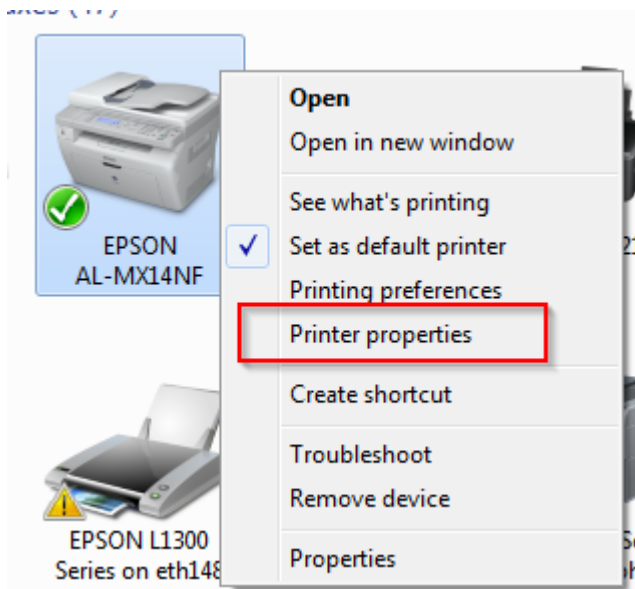 Open
Open in new window
See what's printing
Set as default printer
Printing preferences
Printer properties
Create shortcut
Troubleshoot
Remove device
Properties
EPSON
AL-MX14NF
EPSON L1300
Series on eth148